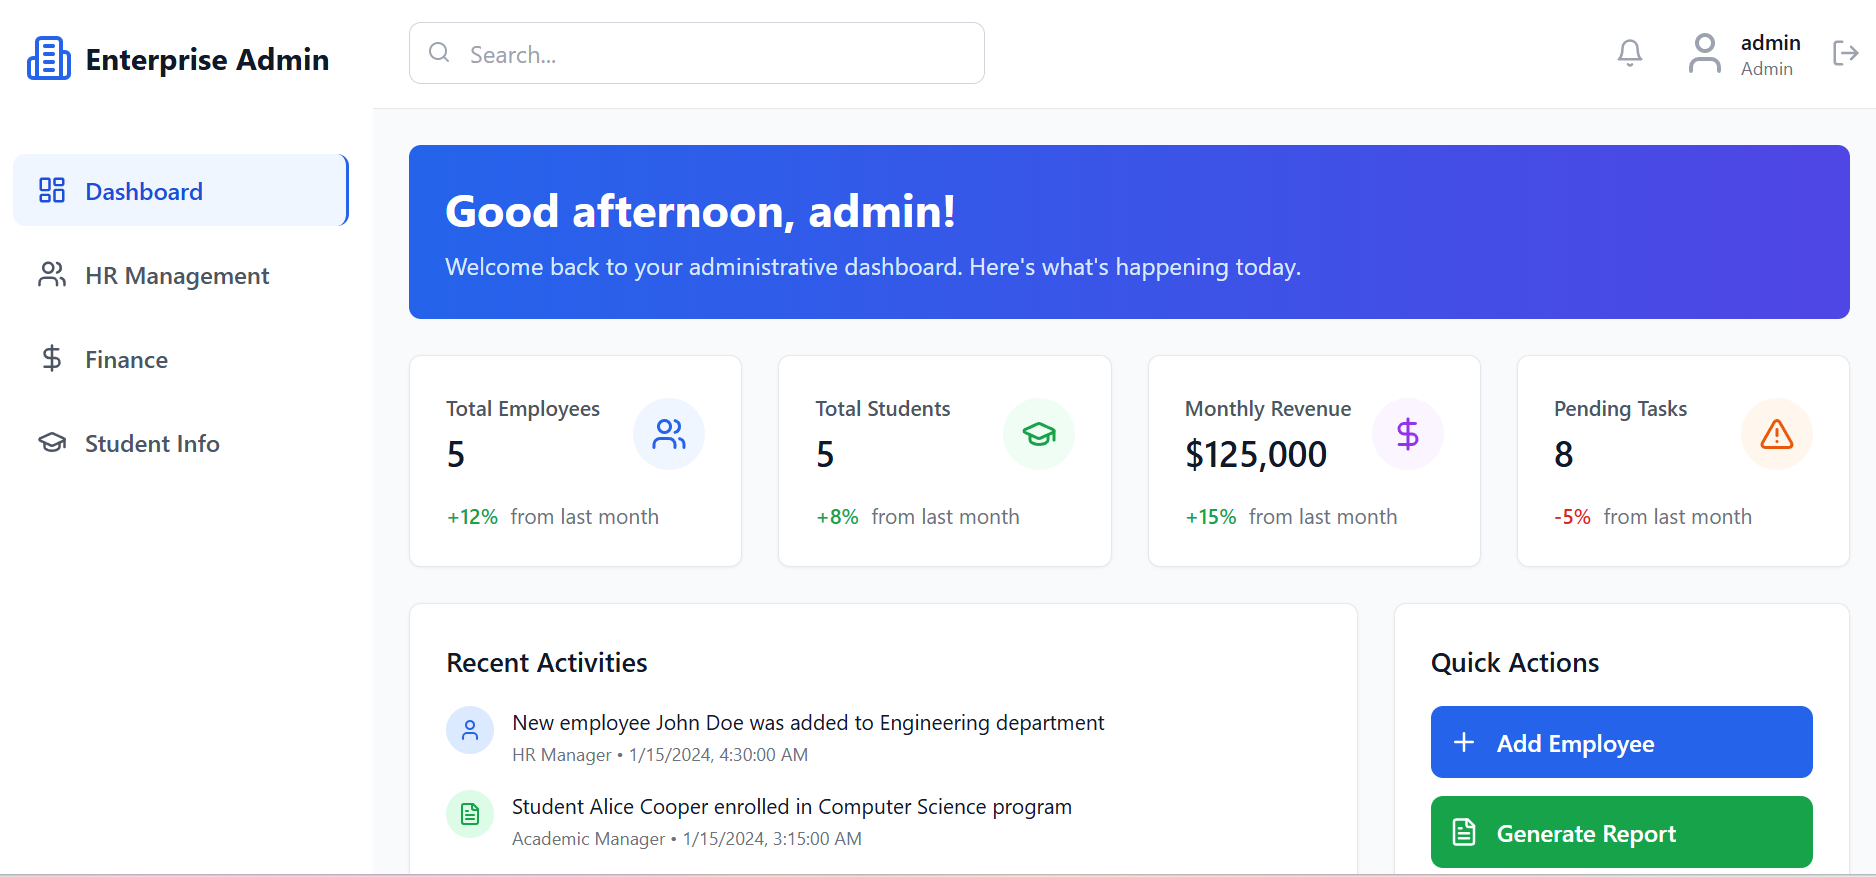 Enterprise Admin
Search...
admin
Admin
Dashboard
HR Management
Finance
Student Info
Good afternoon, admin!
Welcome back to your administrative dashboard. Here's what's happening today.
Total Employees
5
+12% from last month
Total Students
5
+8% from last month
Monthly Revenue
$125,000
+15% from last month
Pending Tasks
8
-5% from last month
Recent Activities
New employee John Doe was added to Engineering department
HR Manager • 1/15/2024, 4:30:00 AM
Student Alice Cooper enrolled in Computer Science program
Academic Manager • 1/15/2024, 3:15:00 AM
Quick Actions
Add Employee
Generate Report